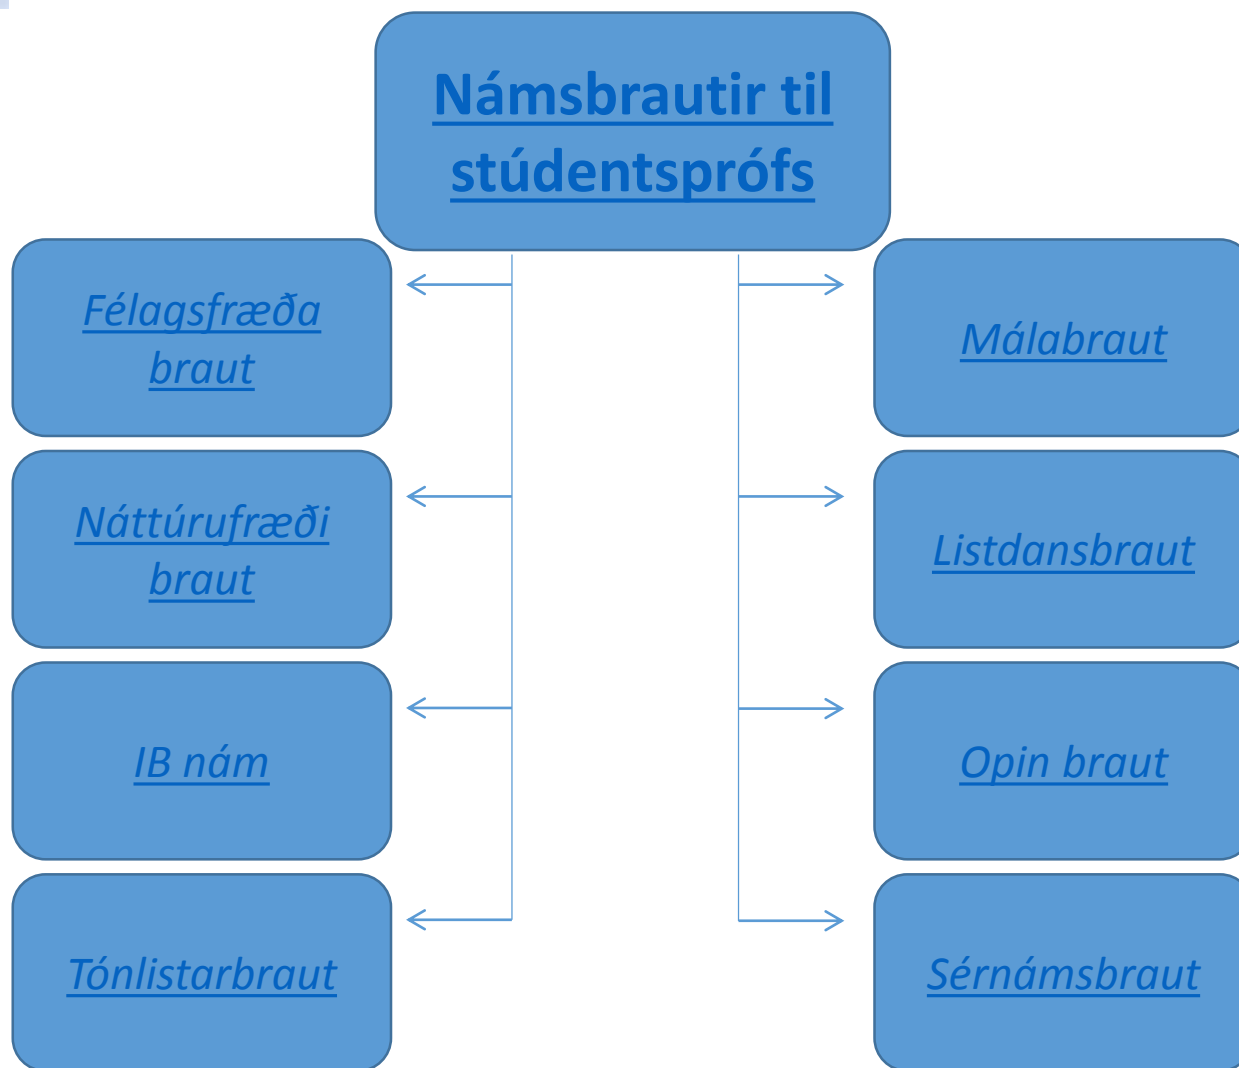 Námsbrautir til
stúdentsprófs
Félagsfræða
braut
Náttúrufræði
braut
IB nám
Tónlistarbraut
Málabraut
Listdansbraut
Opin braut
Sérnámsbraut